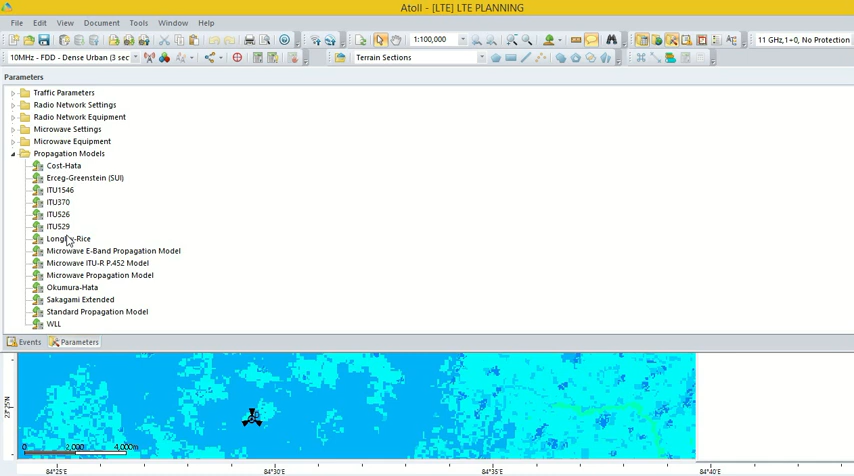 Atoll - [LTE] LTE PLANNING
File Edit View Document Tools Window Help
1:100,000 11 GHz,1+0, No Protection
10MHz - FDD - Dense Urban (3 sec Terrain Sections
Parameters
Traffic Parameters
Radio Network Settings
Radio Network Equipment
Microwave Settings
Microwave Equipment
Propagation Models
Cost-Hata
Erceg-Greenstein (SUI)
ITU1546
ITU370
ITU526
ITU529
Longley-Rice
Microwave E-Band Propagation Model
Microwave ITU-R P.452 Model
Microwave Propagation Model
Okumura-Hata
Sakagami Extended
Standard Propagation Model
WLL
Events Parameters
0 2,000 4,000m
84°25'E 84°30'E 84°35'E 84°40'E